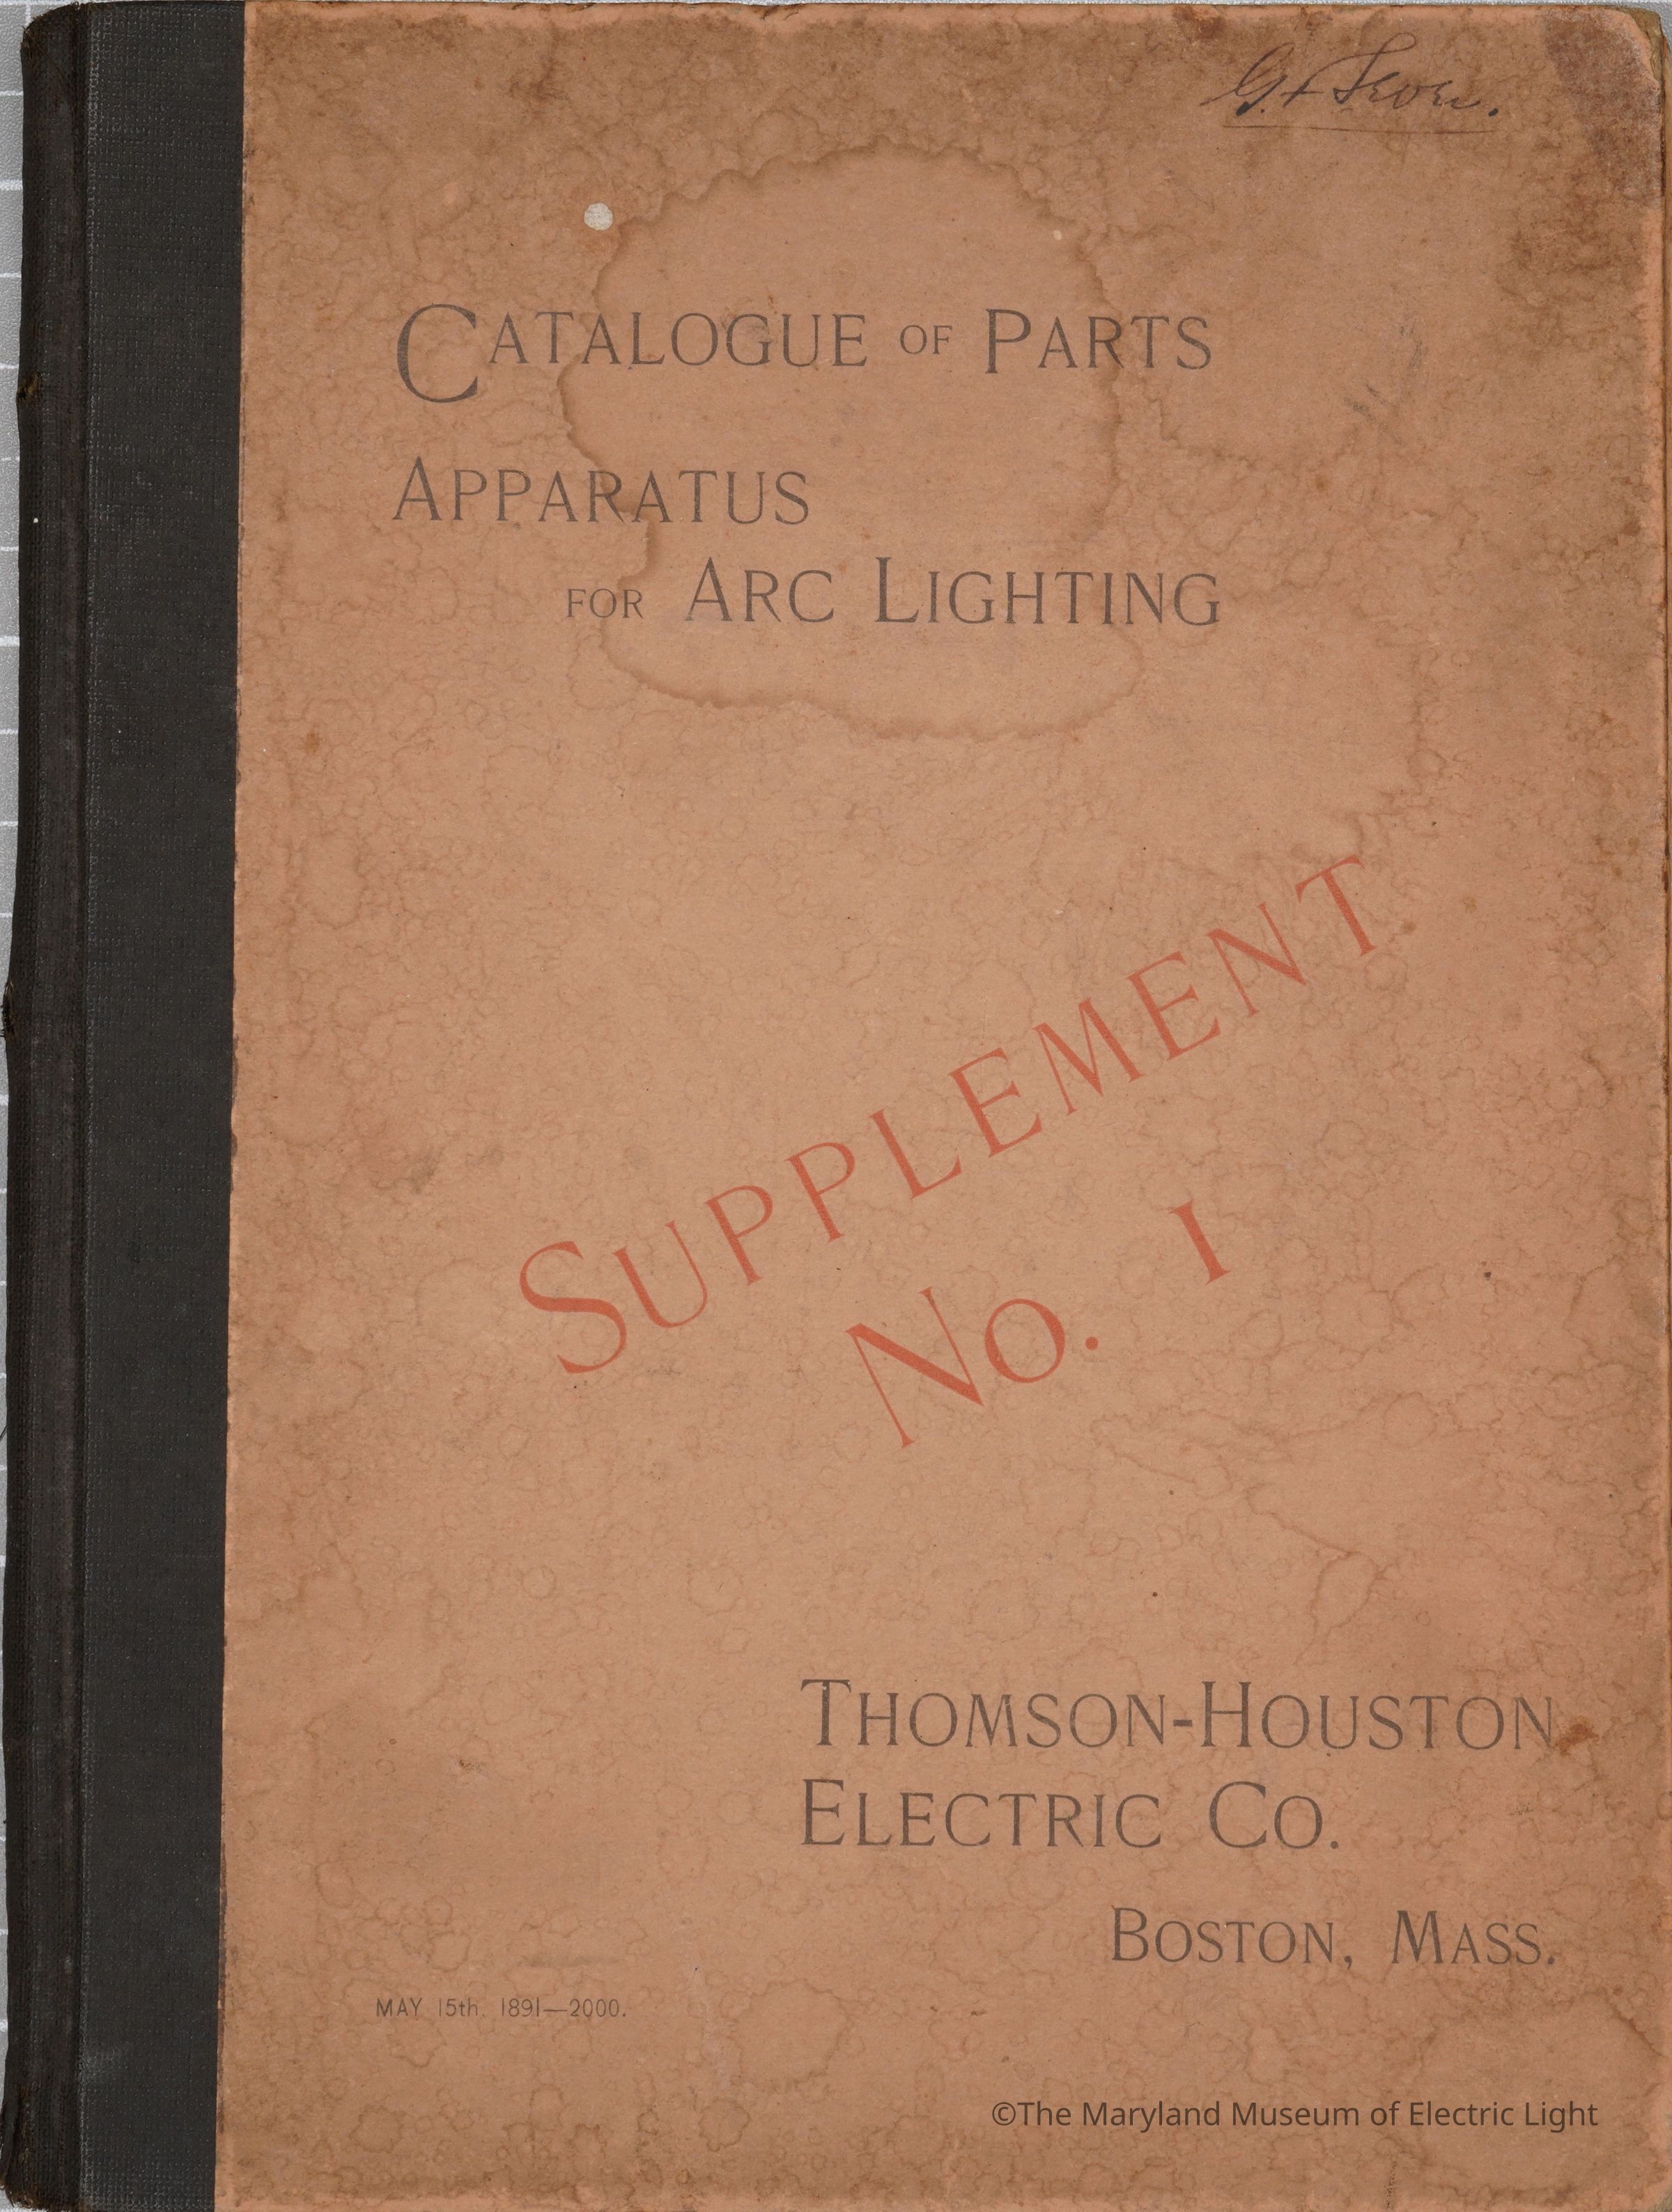 CATALOGUE OF PARTS
APPARATUS
FOR ARC LIGHTING
SUPPLEMENT
No. 1
THOMSON-HOUSTON
ELECTRIC CO.
BOSTON, MASS.
MAY 15th. 1891—2000.
©The Maryland Museum of Electric Light